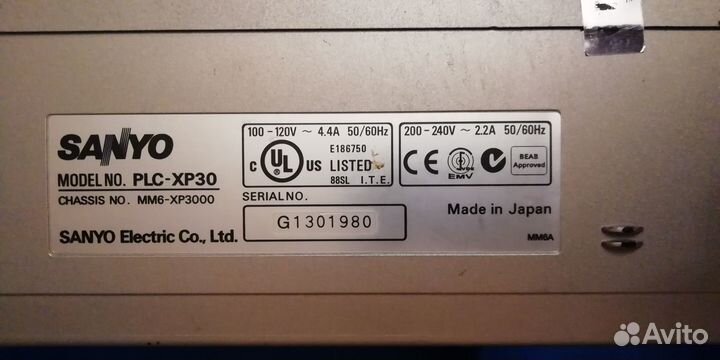 SANYO
MODEL NO. PLC-XP30
CHASSIS NO. MM6-XP3000
SANYO Electric Co., Ltd.
100-120V ~ 4.4A 50/60Hz
E186750
C UL US LISTED
88SL I.T.E.
200-240V ~ 2.2A 50/60Hz
CE
EMV
N
BEAB
Approved
SERIAL NO.
G1301980
Made in Japan
MM6A
Avito